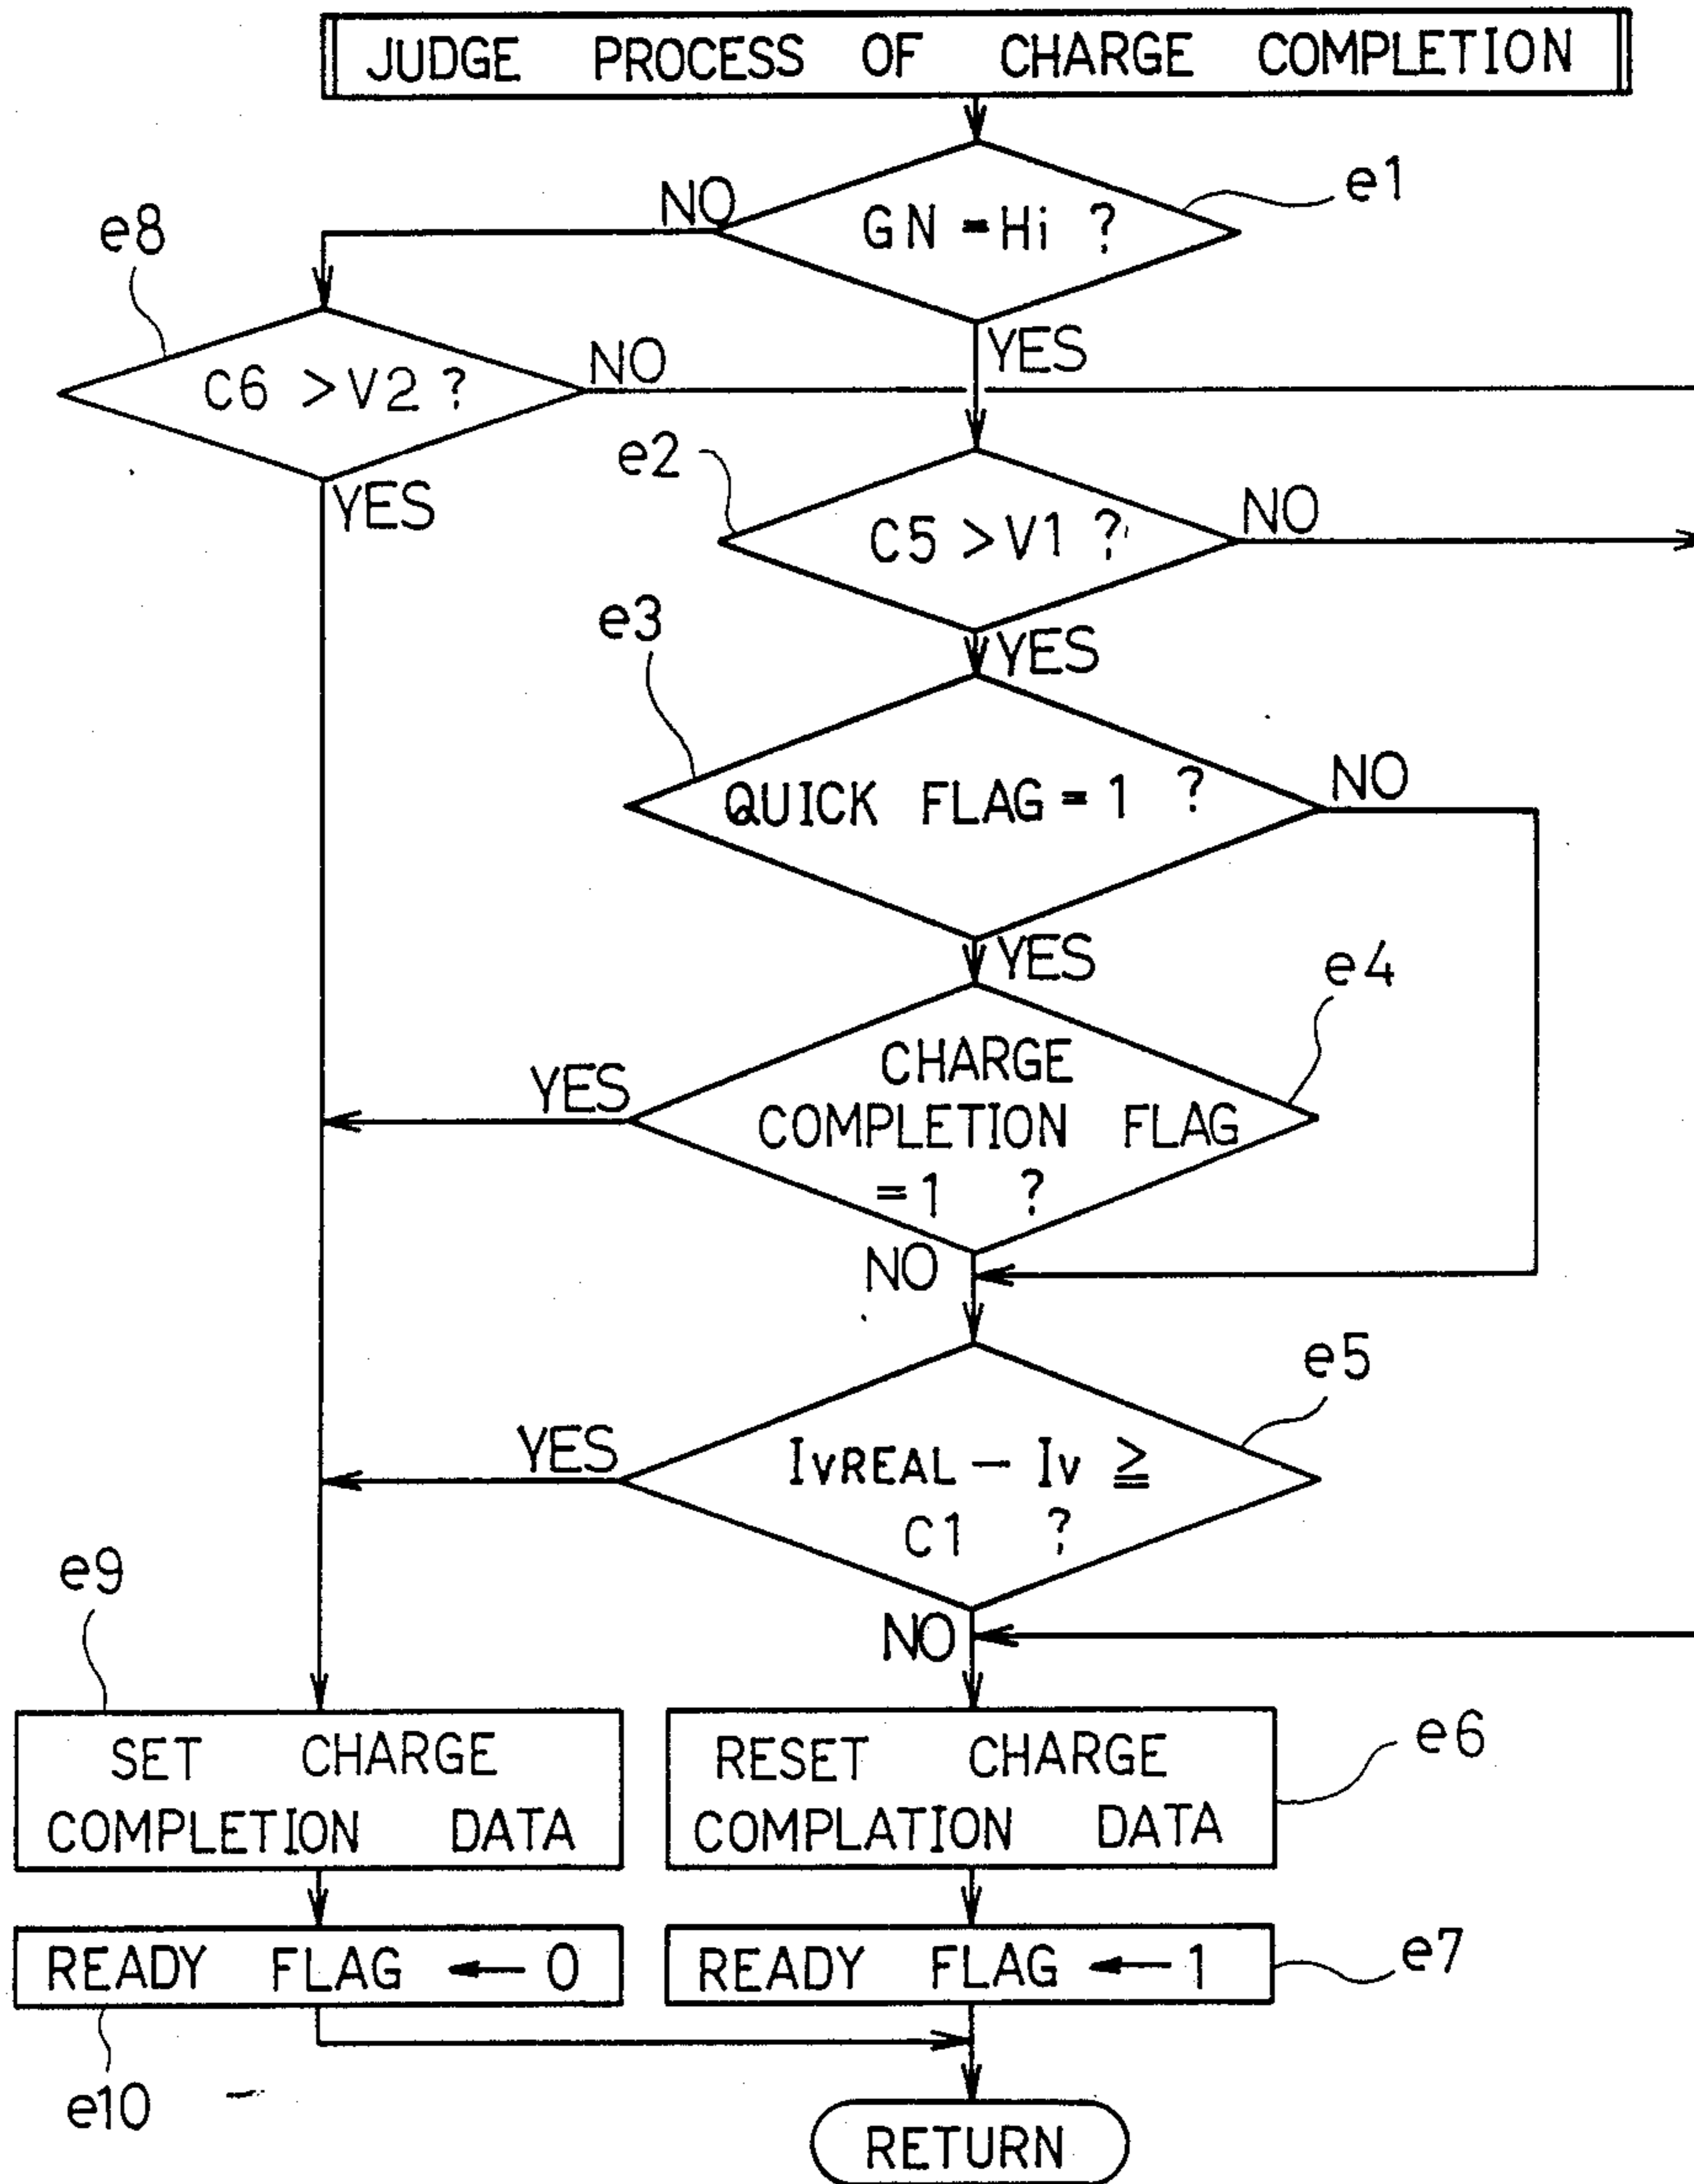 JUDGE PROCESS OF CHARGE COMPLETION
e1
NO
GN = Hi ?
e8
YES
NO
C6 > V2 ?
e2
YES
NO
C5 > V1 ?
e3
YES
NO
QUICK FLAG = 1 ?
YES
e4
CHARGE
YES
COMPLETION FLAG
= 1 ?
NO
e5
YES
IVREAL - IV ≧
C1 ?
e9
NO
SET CHARGE
COMPLETION DATA
RESET CHARGE
COMPLATION DATA
e6
READY FLAG ← 0
READY FLAG ← 1
e7
e10
RETURN